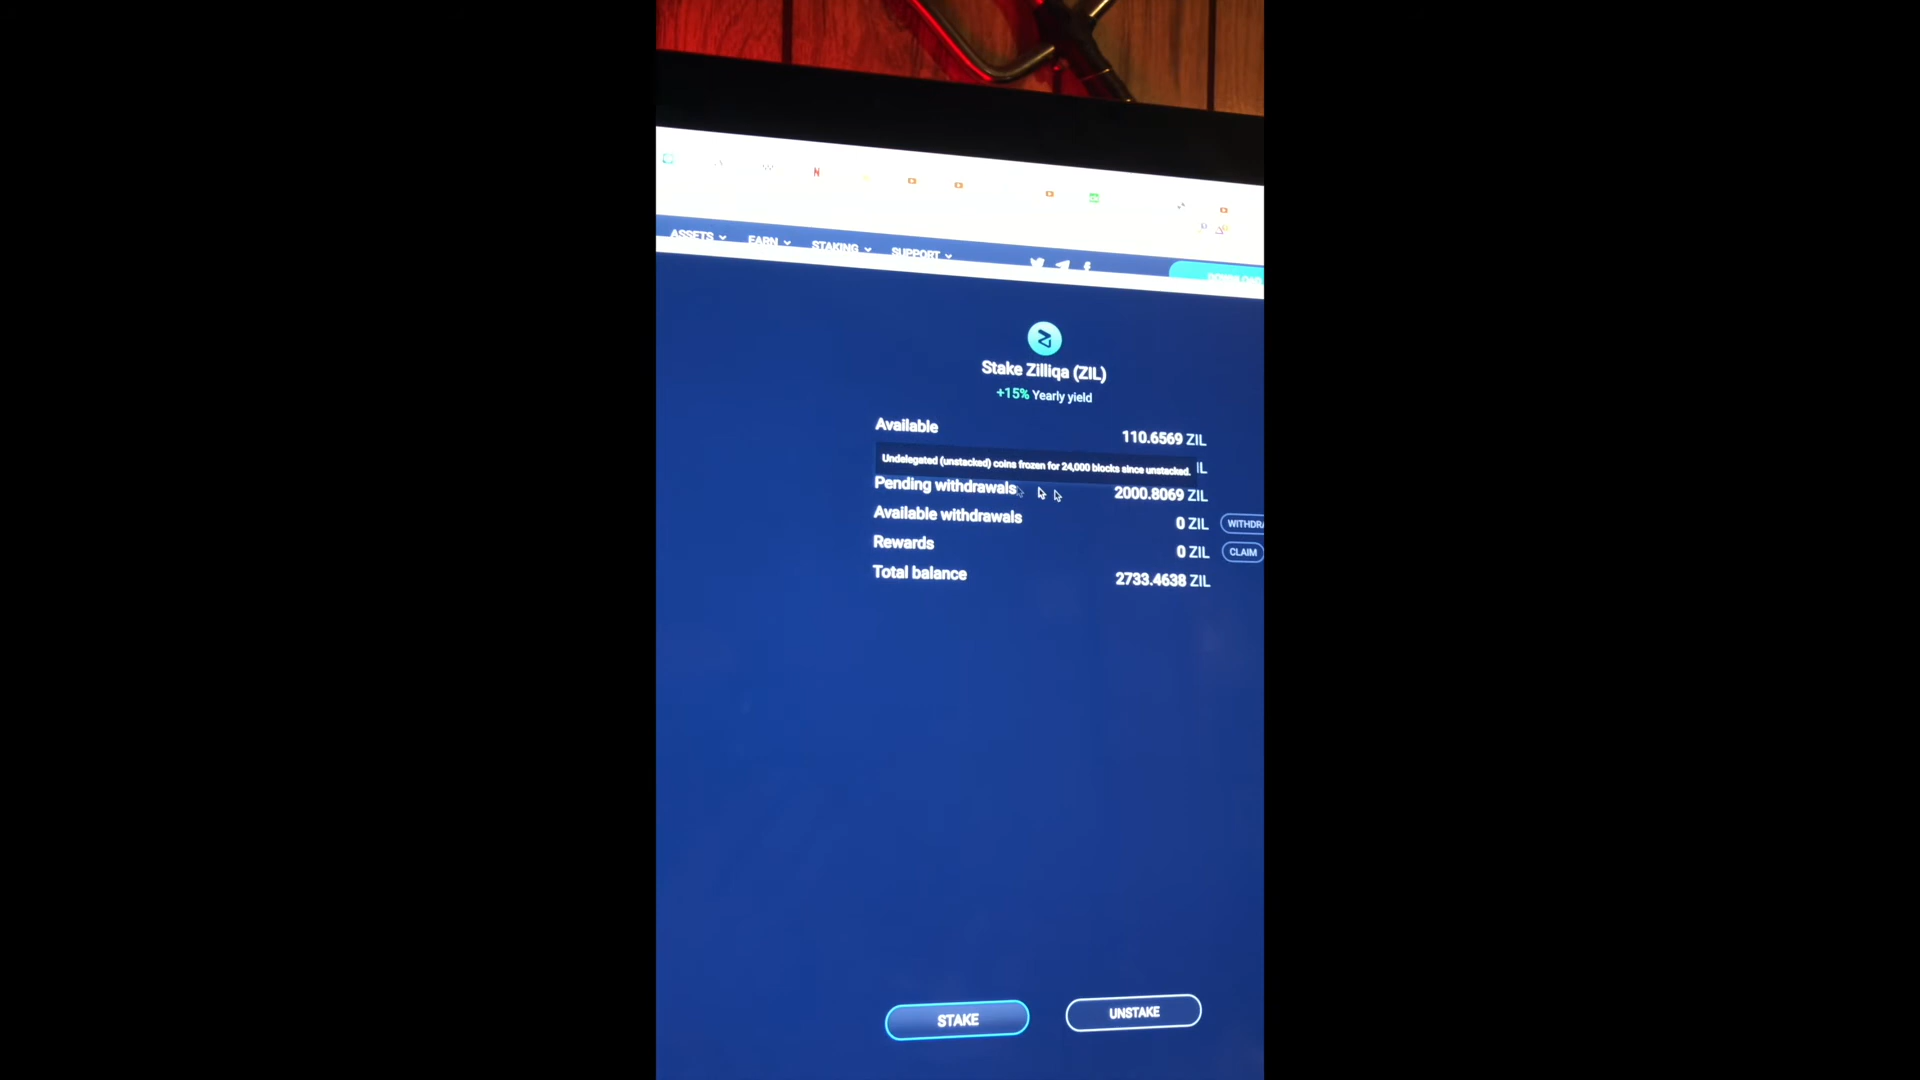 ASSETS
EARN
STAKING
SUPPORT
Stake Zilliqa (ZIL)
+15% Yearly yield
Available 110.6569 ZIL
Undelegated (unstacked) coins frozen for 24,000 blocks since unstacked.
Pending withdrawals 2000.8069 ZIL
Available withdrawals 0 ZIL
Rewards 0 ZIL CLAIM
Total balance 2733.4638 ZIL
STAKE
UNSTAKE